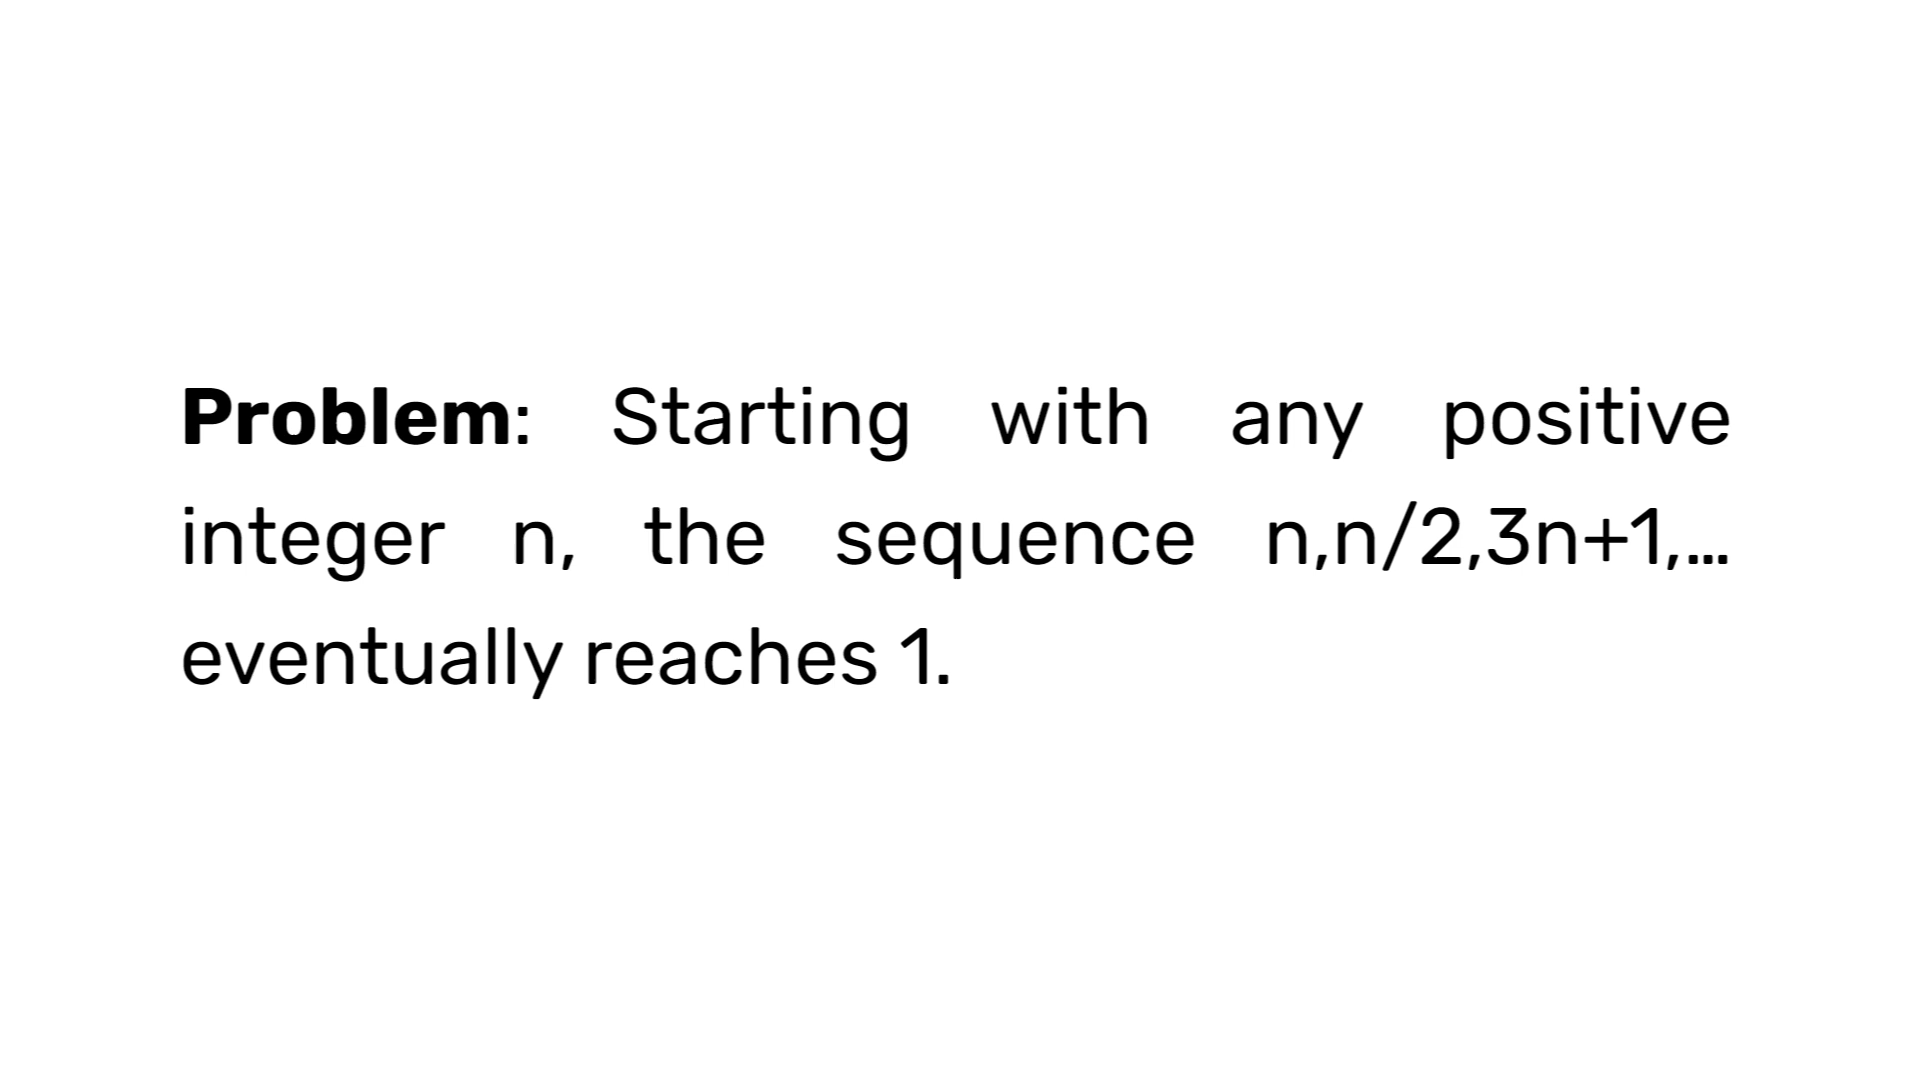 Problem: Starting with any positive
integer n, the sequence n,n/2,3n+1,...
eventually reaches 1.